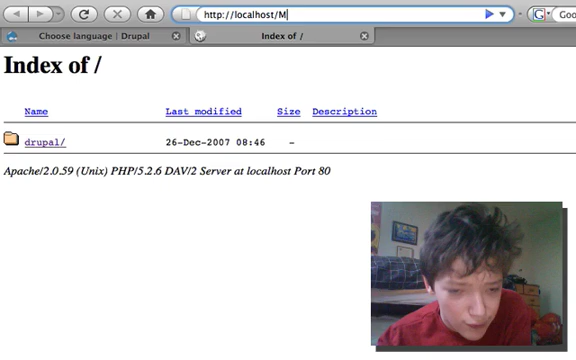 http://localhost/M
Goo
Choose language | Drupal
Index of /
Index of /
Name Last modified Size Description
drupal/ 26-Dec-2007 08:46 -
Apache/2.0.59 (Unix) PHP/5.2.6 DAV/2 Server at localhost Port 80